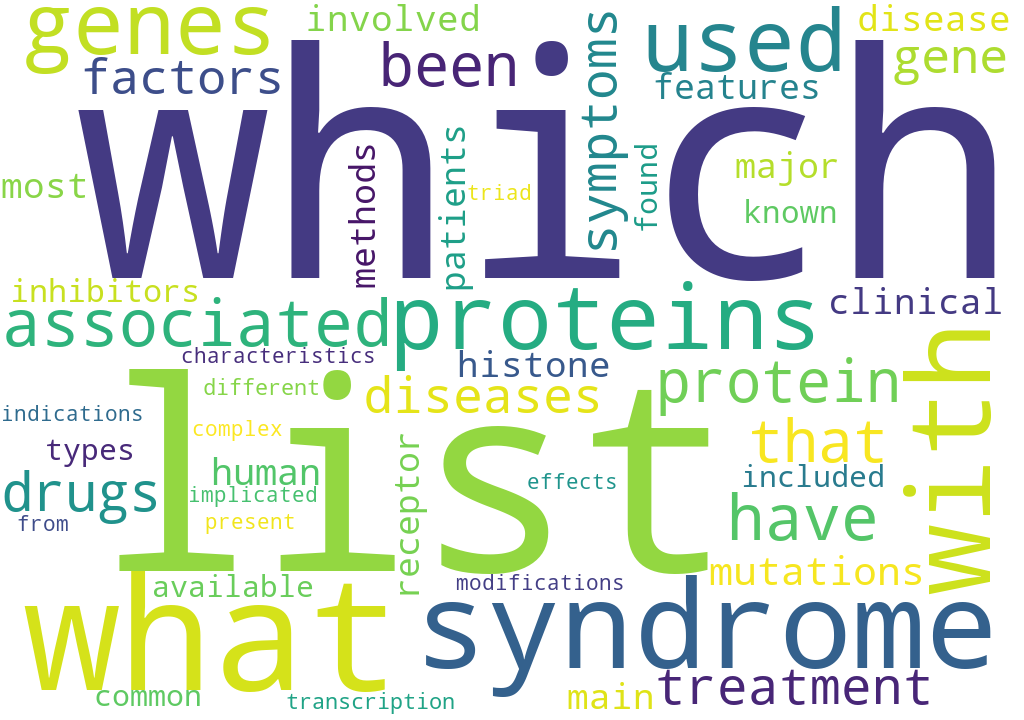 genes
involved
disease
factors
been
used
gene
which
symptoms
features
most
methods
patients
triad
found
major
known
inhibitors
associated
proteins
clinical
characteristics
histone
with
list
different
diseases
protein
indications
complex
that
types
human
receptor
effects
included
drugs
implicated
have
from
present
available
modifications
mutations
what
syndrome
common
transcription
main
treatment